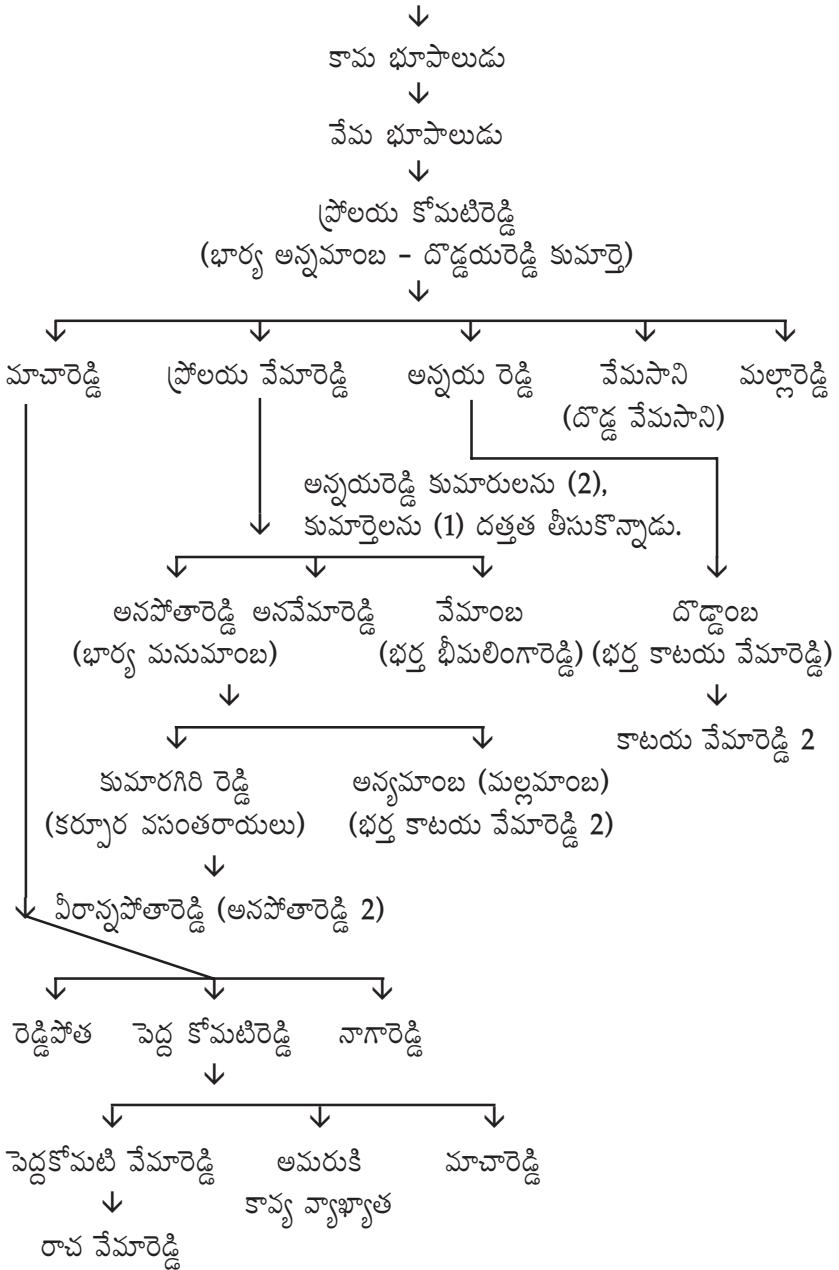 కామ భూపాలుడు
వేమ భూపాలుడు
ప్రోలయ కోమటిరెడ్డి
(భార్య అన్నమాంబ - దొడ్డయరెడ్డి కుమార్తె)
మాచారెడ్డి ప్రోలయ వేమారెడ్డి అన్నయ రెడ్డి వేమసాని మల్లారెడ్డి
(దొడ్డ వేమసాని)
అన్నయరెడ్డి కుమారులను (2),
కుమార్తెలను (1) దత్తత తీసుకొన్నాడు.
అనపోతారెడ్డి అనవేమారెడ్డి వేమాంబ దొడ్డాంబ
(భార్య మనుమాంబ) (భర్త భీమలింగారెడ్డి) (భర్త కాటయ వేమారెడ్డి)
కాటయ వేమారెడ్డి 2
కుమారగిరి రెడ్డి అన్యమాంబ (మల్లమాంబ)
(కర్పూర వసంతరాయలు) (భర్త కాటయ వేమారెడ్డి 2)
వీరాన్నపోతారెడ్డి (అనపోతారెడ్డి 2)
రెడ్డిపోత పెద్ద కోమటిరెడ్డి నాగారెడ్డి
పెద్దకోమటి వేమారెడ్డి అమరుకి మాచారెడ్డి
కావ్య వ్యాఖ్యాత
రాచ వేమారెడ్డి